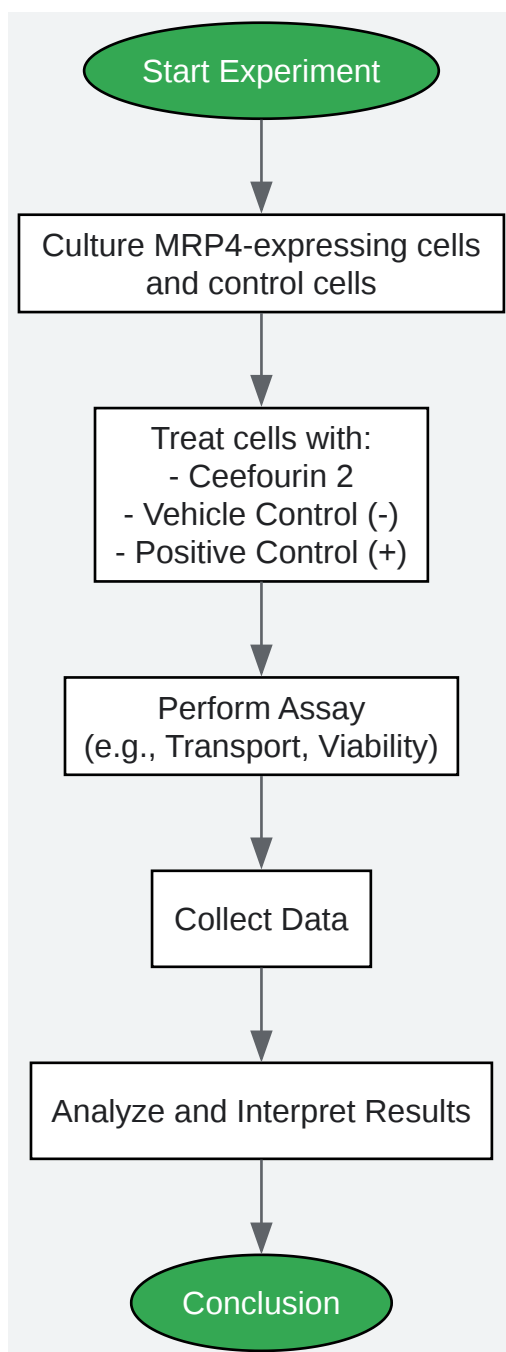 Start Experiment
Culture MRP4-expressing cells
and control cells
Treat cells with:
- Ceefourin 2
- Vehicle Control (-)
- Positive Control (+)
Perform Assay
(e.g., Transport, Viability)
Collect Data
Analyze and Interpret Results
Conclusion